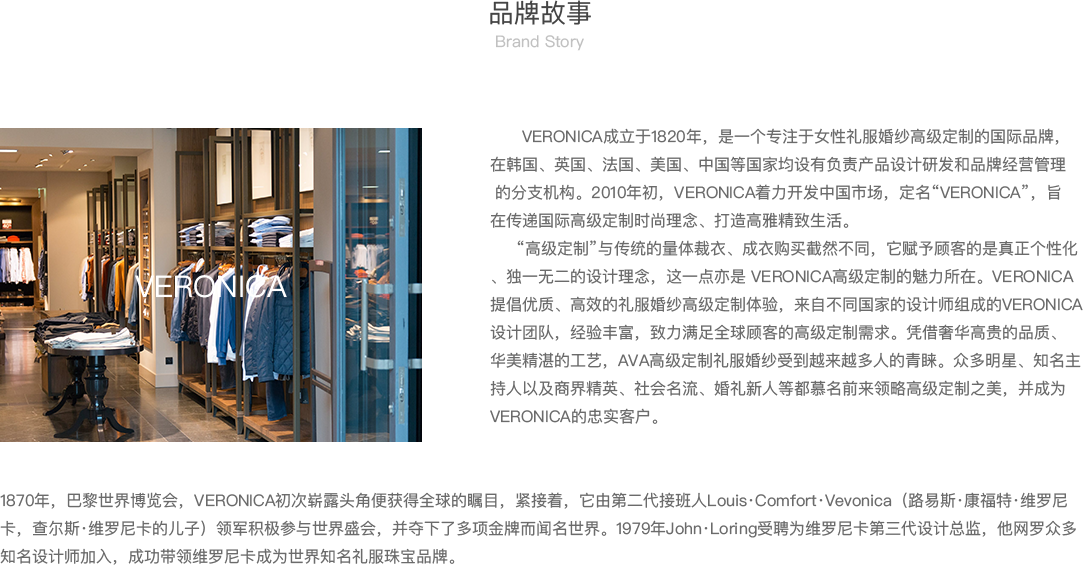 品牌故事
Brand Story
VERONICA成立于1820年，是一个专注于女性礼服婚纱高级定制的国际品牌，
在韩国、英国、法国、美国、中国等国家均设有负责产品设计研发和品牌经营管理
的分支机构。2010年初，VERONICA着力开发中国市场，定名“VERONICA”，旨
在传递国际高级定制时尚理念、打造高雅精致生活。
“高级定制”与传统的量体裁衣、成衣购买截然不同，它赋予顾客的是真正个性化
、独一无二的设计理念，这一点亦是 VERONICA高级定制的魅力所在。VERONICA
提倡优质、高效的礼服婚纱高级定制体验，来自不同国家的设计师组成的VERONICA
设计团队，经验丰富，致力满足全球顾客的高级定制需求。凭借奢华高贵的品质、
华美精湛的工艺，AVA高级定制礼服婚纱受到越来越多人的青睐。众多明星、知名主
持人以及商界精英、社会名流、婚礼新人等都慕名前来领略高级定制之美，并成为
VERONICA的忠实客户。
VERONICA
1870年，巴黎世界博览会，VERONICA初次崭露头角便获得全球的瞩目，紧接着，它由第二代接班人Louis·Comfort·Vevonica（路易斯·康福特·维罗尼
卡，查尔斯·维罗尼卡的儿子）领军积极参与世界盛会，并夺下了多项金牌而闻名世界。1979年John·Loring受聘为维罗尼卡第三代设计总监，他网罗众多
知名设计师加入，成功带领维罗尼卡成为世界知名礼服珠宝品牌。